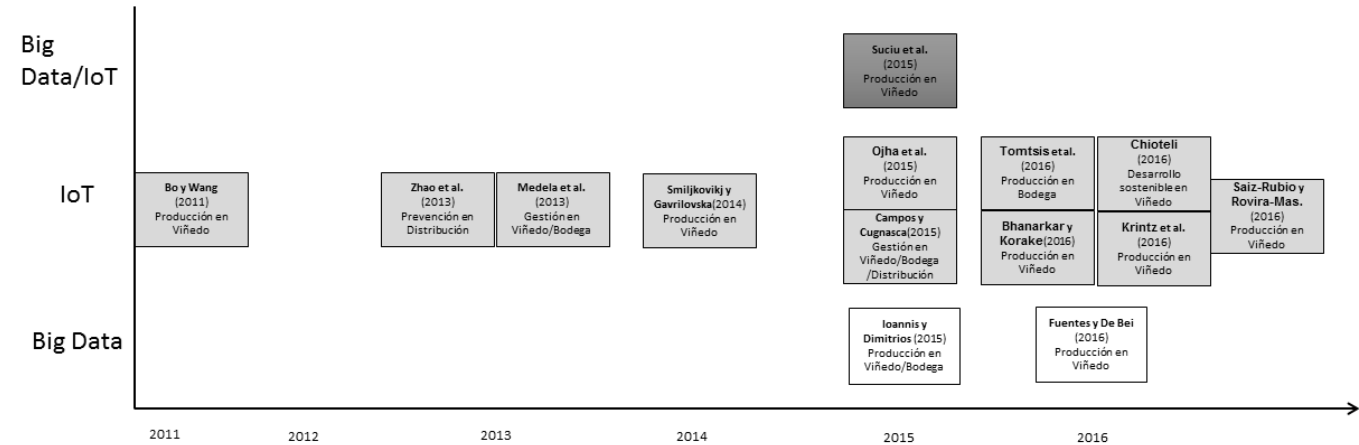 Big
Data/IoT
Suciu et al.
(2015)
Producción en
Viñedo
IoT
Bo y Wang
(2011)
Producción en
Viñedo
Zhao et al.
(2013)
Prevención en
Distribución
Medela et al.
(2013)
Gestión en
Viñedo/Bodega
Smiljkovikj y
Gavrilovska(2014)
Producción en
Viñedo
Ojha et al.
(2015)
Producción en
Viñedo
Campos y
Cugnasca(2015)
Gestión en
Viñedo/Bodega
/Distribución
Tomtsis et al.
(2016)
Producción en
Bodega
Bhanarkar y
Korake(2016)
Producción en
Viñedo
Chioteli
(2016)
Desarrollo
sostenible en
Viñedo
Krintz et al.
(2016)
Producción en
Viñedo
Saiz-Rubio y
Rovira-Mas.
(2016)
Producción en
Viñedo
Big Data
Ioannis y
Dimitrios (2015)
Producción en
Viñedo/Bodega
Fuentes y De Bei
(2016)
Producción en
Viñedo
2011
2012
2013
2014
2015
2016